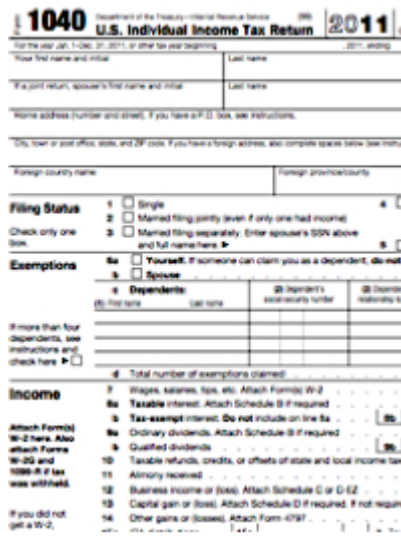 1040 Department of the Treasury—Internal Revenue Service (99)
U.S. Individual Income Tax Return 2011
For the year Jan. 1–Dec. 31, 2011, or other tax year beginning , 2011, ending
Your first name and initial Last name
If a joint return, spouse's first name and initial Last name
Home address (number and street). If you have a P.O. box, see instructions.
City, town or post office, state, and ZIP code. If you have a foreign address, also complete spaces below (see
Foreign country name Foreign province/county
Filing Status 1 Single 4
2 Married filing jointly (even if only one had income)
Check only one box. 3 Married filing separately. Enter spouse's SSN above
and full name here. ▶ 5
Exemptions 6a Yourself. If someone can claim you as a dependent, do not
b Spouse
c Dependents: (2) Dependent's social security number (3)
(1) First name Last name
If more than four
dependents, see
instructions and
check here ▶
d Total number of exemptions claimed
Income 7 Wages, salaries, tips, etc. Attach Form(s) W-2
8a Taxable interest. Attach Schedule B if required
b Tax-exempt interest. Do not include on line 8a 8b
Attach Form(s)
W-2 here. Also
attach Forms
W-2G and
1099-R if tax
was withheld.
9a Ordinary dividends. Attach Schedule B if required
b Qualified dividends 9b
10 Taxable refunds, credits, or offsets of state and local income
11 Alimony received
12 Business income or (loss). Attach Schedule C or C-EZ
13 Capital gain or (loss). Attach Schedule D if required. If not
If you did not
get a W-2,
14 Other gains or (losses). Attach Form 4797